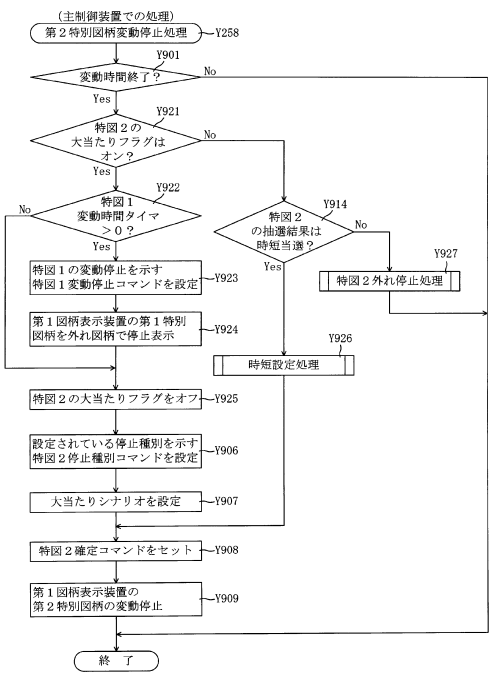 (主制御装置での処理)
第2特別図柄変動停止処理
Y258
Y901
変動時間終了?
No
Yes
Y921
特図2の
大当たりフラグは
オン?
No
Yes
Y922
特図1
変動時間タイマ
>0?
No
Yes
Y914
特図2
の抽選結果は
時短当選?
No
Yes
Y927
特図2外れ停止処理
特図1の変動停止を示す
特図1変動停止コマンドを設定
Y923
第1図柄表示装置の第1特別
図柄を外れ図柄で停止表示
Y924
Y926
時短設定処理
特図2の大当たりフラグをオフ
Y925
設定されている停止種別を示す
特図2停止種別コマンドを設定
Y906
大当たりシナリオを設定
Y907
特図2確定コマンドをセット
Y908
第1図柄表示装置の
第2特別図柄の変動停止
Y909
終了